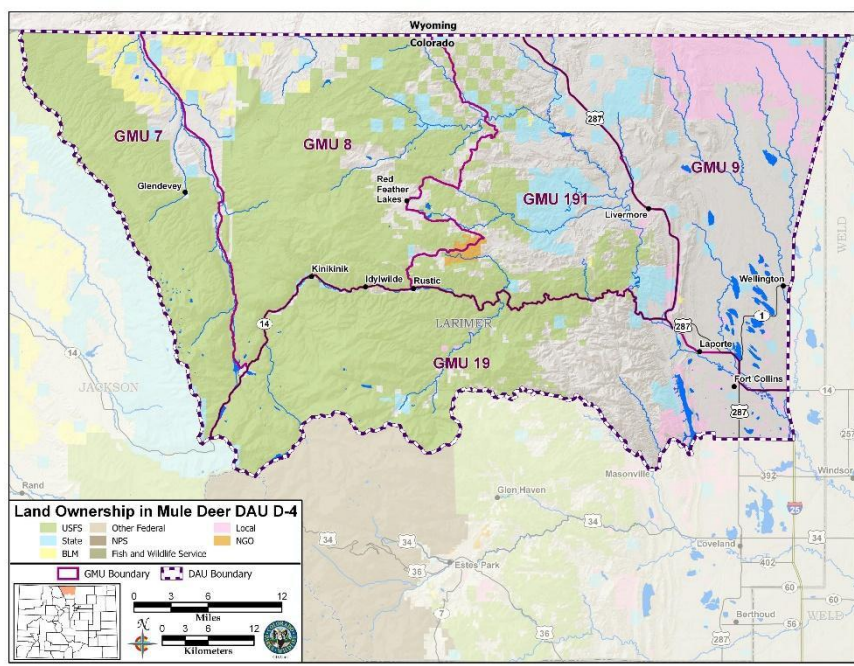 Wyoming
Colorado
287
GMU 7
GMU 8
GMU 9
Glendevey
Red
Feather
Lakes
GMU 191
Livermore
WELD
Kinikinik
Idylwilde
Rustic
Wellington
14
LARIMER
287
1
Laporte
14
JACKSON
GMU 19
Fort Collins
14
287
257
Masonville
392
Windsor
Rand
Glen Haven
25
34
34
34
Loveland
34
36
Estes Park
402
7
60
60
Berthoud
WELD
36
287
56
Land Ownership in Mule Deer DAU D-4
USFS
Other Federal
Local
State
NPS
NGO
BLM
Fish and Wildlife Service
GMU Boundary
DAU Boundary
0
3
6
12
Miles
N
0
3
6
12
Kilometers